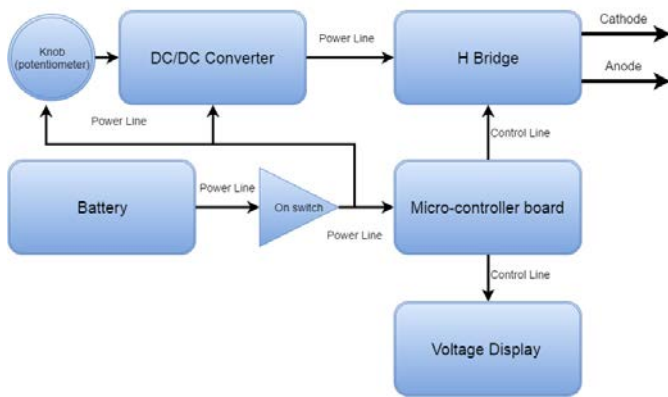 Knob
(potentiometer)
DC/DC Converter
Power Line
H Bridge
Cathode
Anode
Power Line
Control Line
Battery
Power Line
On switch
Power Line
Micro-controller board
Control Line
Voltage Display